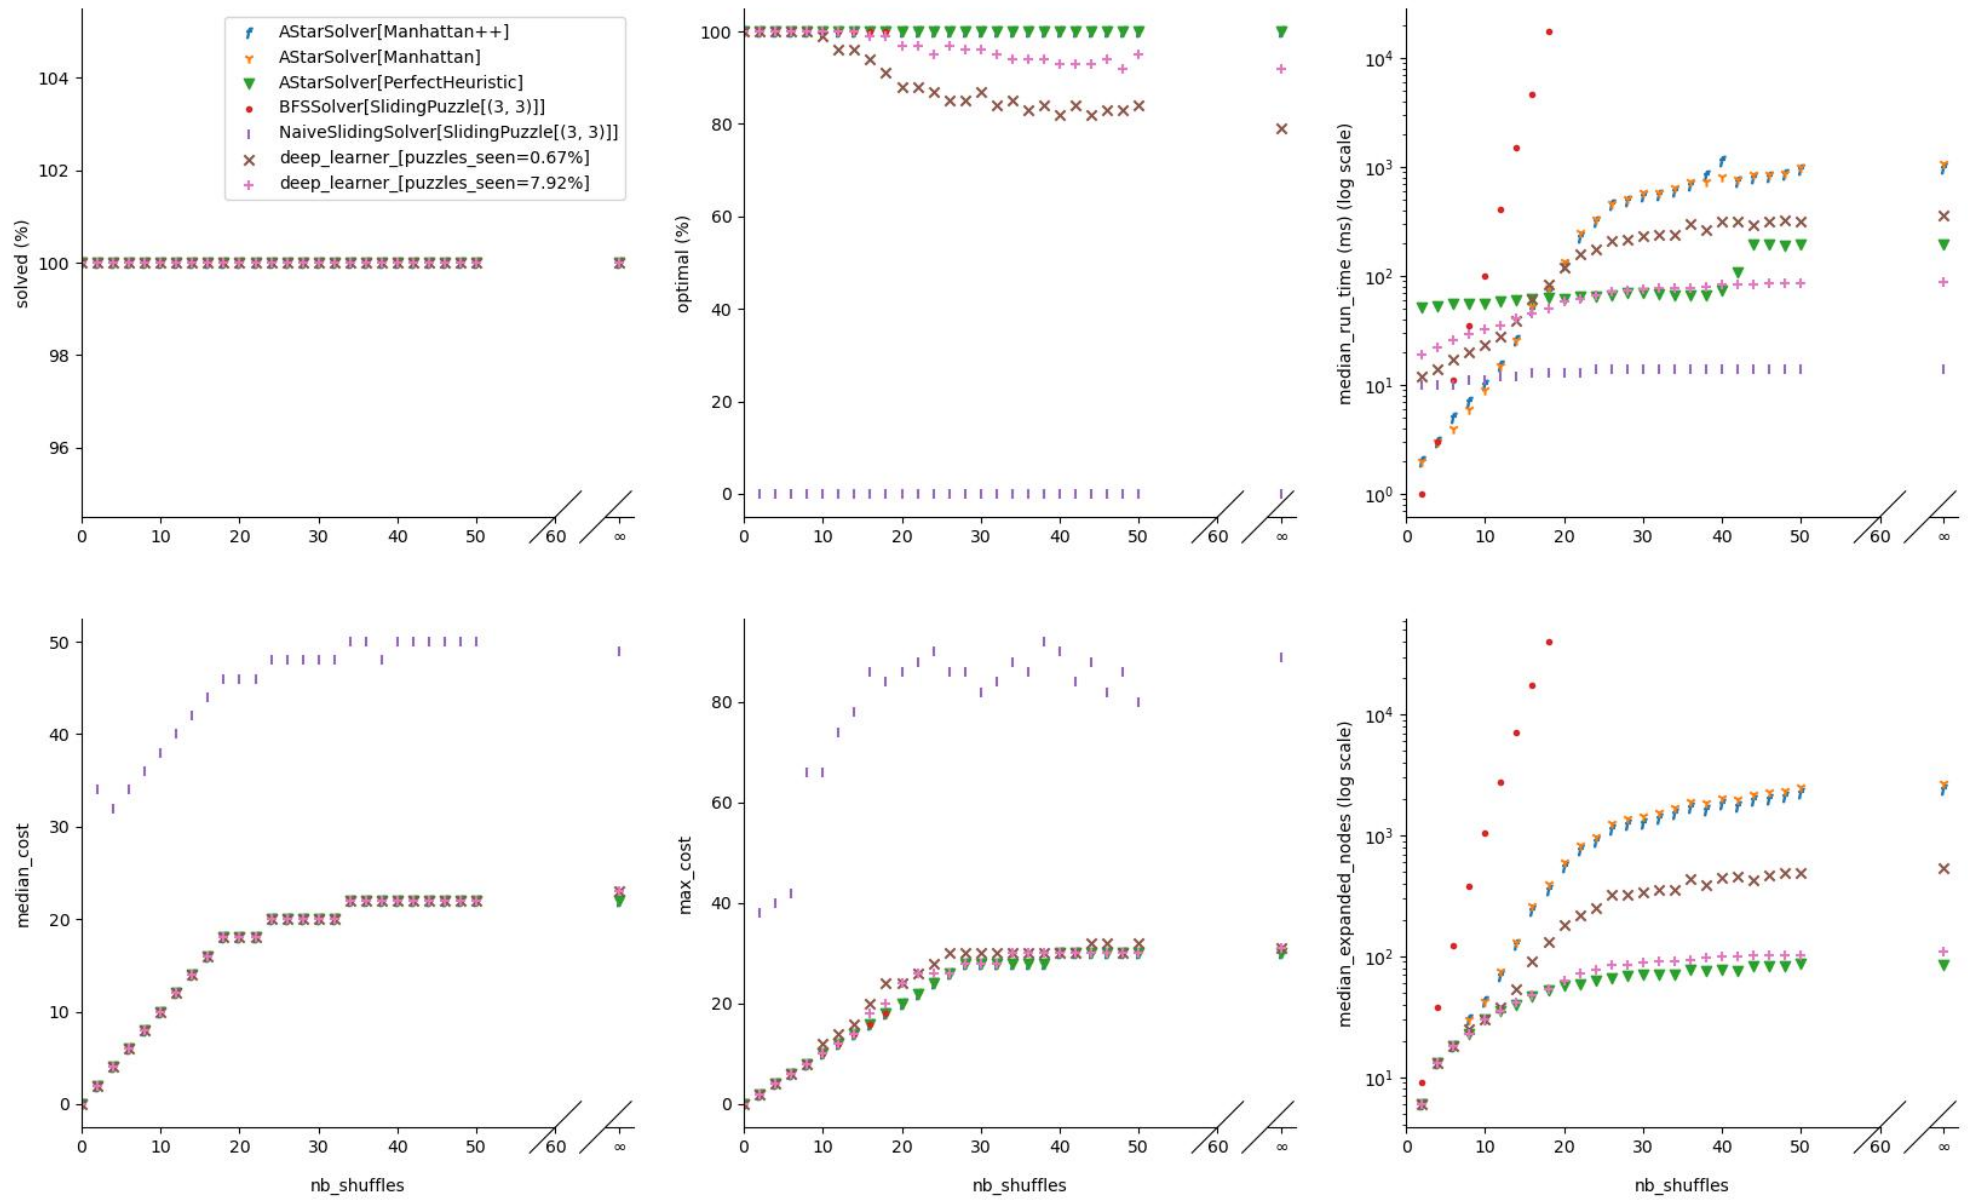 solved (%)
104
102
100
98
96
0 10 20 30 40 50 60 ∞
AStarSolver[Manhattan++]
AStarSolver[Manhattan]
AStarSolver[PerfectHeuristic]
BFSSolver[SlidingPuzzle[(3, 3)]]
NaiveSlidingSolver[SlidingPuzzle[(3, 3)]]
deep_learner_[puzzles_seen=0.67%]
deep_learner_[puzzles_seen=7.92%]
optimal (%)
100
80
60
40
20
0
0 10 20 30 40 50 60 ∞
median_run_time (ms) (log scale)
10⁴
10³
10²
10¹
10⁰
0 10 20 30 40 50 60 ∞
median_cost
50
40
30
20
10
0
0 10 20 30 40 50 60 ∞
nb_shuffles
max_cost
80
60
40
20
0
0 10 20 30 40 50 60 ∞
nb_shuffles
median_expanded_nodes (log scale)
10⁴
10³
10²
10¹
0 10 20 30 40 50 60 ∞
nb_shuffles